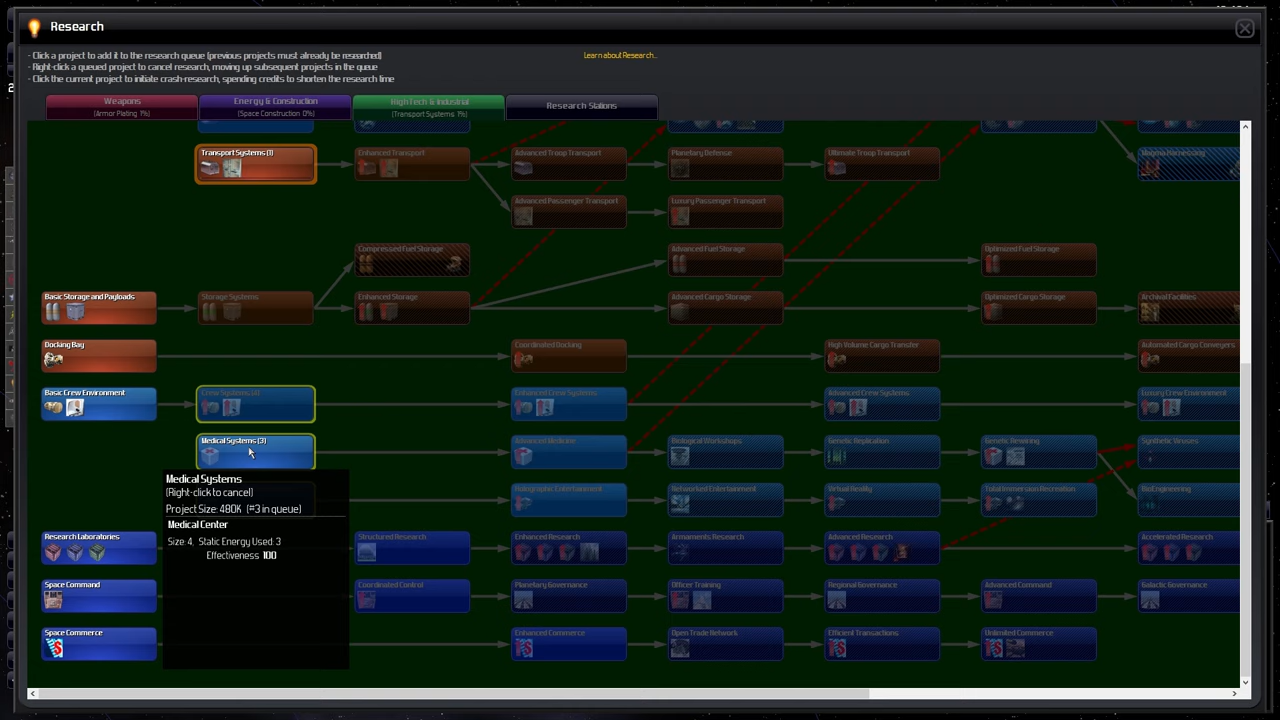 Research
- Click a project to add it to the research queue (previous projects must already be researched)
- Right-click a queued project to cancel research, moving up subsequent projects in the queue
- Click the current project to initiate crash-research, spending credits to shorten the research time
Learn about Research...
Weapons
(Armor Plating 1%)
Energy & Construction
(Space Construction 0%)
HighTech & Industrial
(Transport Systems 1%)
Research Stations
Transport Systems (1)
Enhanced Transport
Advanced Troop Transport
Planetary Defense
Ultimate Troop Transport
Magma Harnessing
Advanced Passenger Transport
Luxury Passenger Transport
Compressed Fuel Storage
Advanced Fuel Storage
Optimized Fuel Storage
Basic Storage and Payloads
Storage Systems
Enhanced Storage
Advanced Cargo Storage
Optimized Cargo Storage
Archival Facilities
Docking Bay
Coordinated Docking
High Volume Cargo Transfer
Automated Cargo Conveyers
Basic Crew Environment
Crew Systems
Enhanced Crew Systems
Advanced Crew Systems
Luxury Crew Environment
Medical Systems (3)
Advanced Medicine
Biological Workshops
Genetic Replication
Genetic Rewiring
Synthetic Viruses
Medical Systems
(Right-click to cancel)
Project Size: 480K (#3 in queue)
Medical Center
Size: 4, Static Energy Used: 3
Effectiveness 100
Holographic Entertainment
Networked Entertainment
Virtual Reality
Total Immersion Recreation
BioEngineering
Research Laboratories
Structured Research
Enhanced Research
Armaments Research
Advanced Research
Accelerated Research
Space Command
Coordinated Control
Planetary Governance
Officer Training
Regional Governance
Advanced Command
Galactic Governance
Space Commerce
Enhanced Commerce
Open Trade Network
Efficient Transactions
Unlimited Commerce